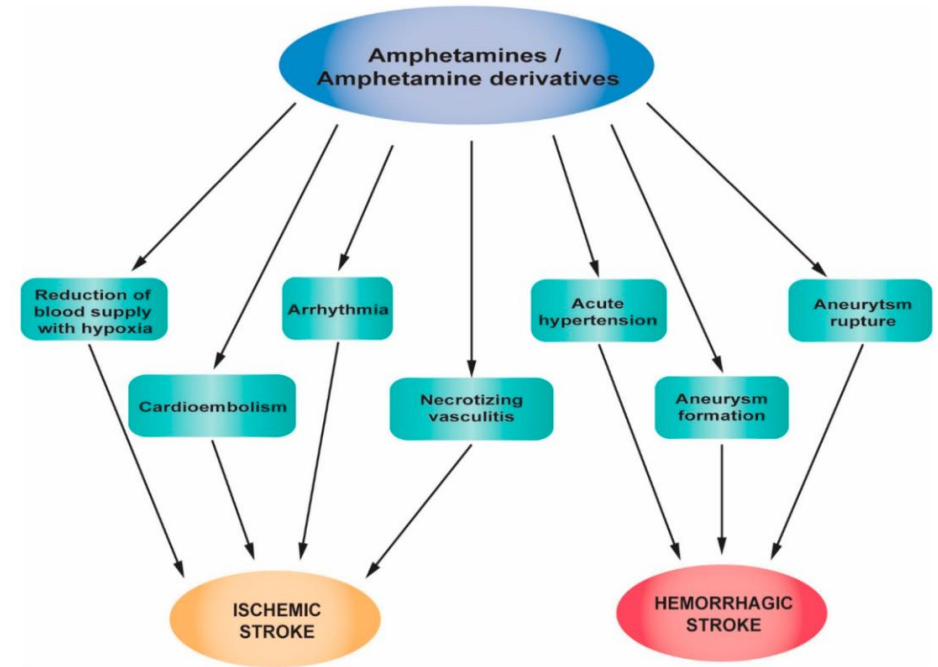 Amphetamines /
Amphetamine derivatives
Reduction of
blood supply
with hypoxia
Arrhythmia
Acute
hypertension
Aneurytsm
rupture
Cardioembolism
Necrotizing
vasculitis
Aneurysm
formation
ISCHEMIC
STROKE
HEMORRHAGIC
STROKE